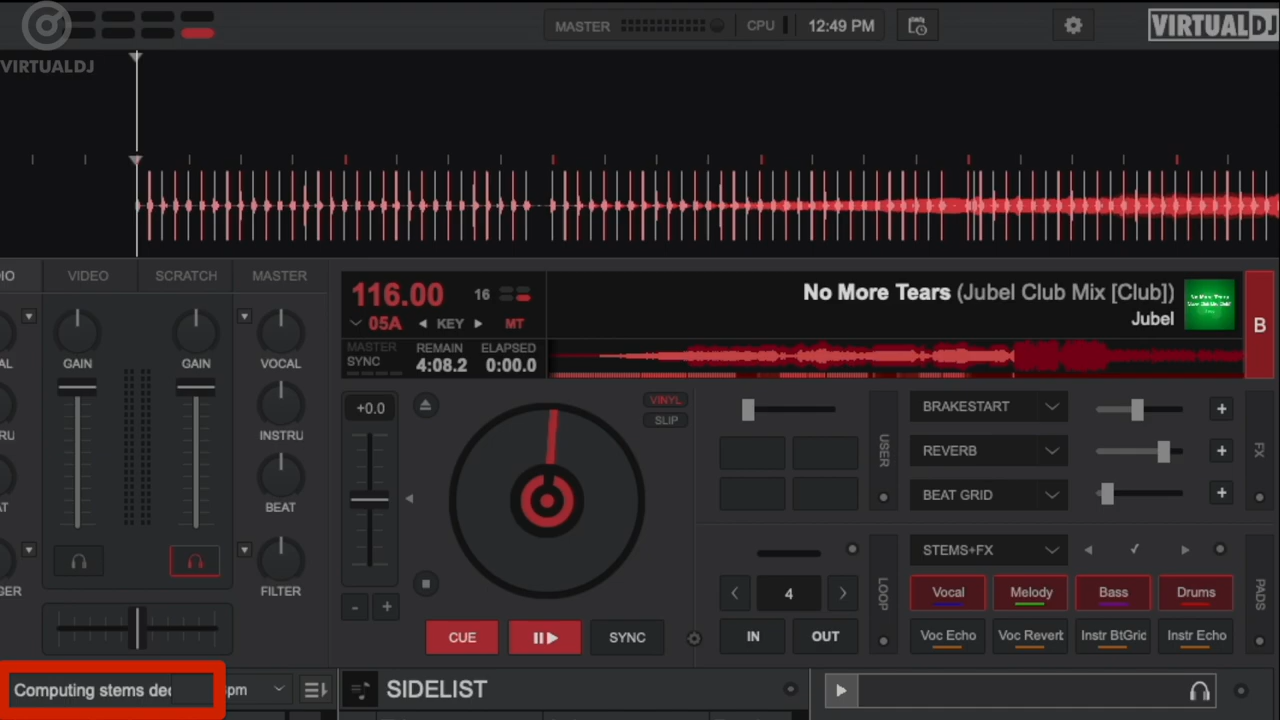 MASTER
CPU
12:49 PM
VIRTUALDJ
VIRTUALDJ
VIDEO
SCRATCH
MASTER
GAIN
GAIN
VOCAL
INSTRU
BEAT
FILTER
116.00
16
05A
KEY
MT
MASTER
SYNC
REMAIN
4:08.2
ELAPSED
0:00.0
No More Tears (Jubel Club Mix [Club])
Jubel
B
+0.0
VINYL
SLIP
-
+
CUE
SYNC
USER
BRAKESTART
+
REVERB
+
BEAT GRID
+
FX
4
LOOP
IN
OUT
STEMS+FX
Vocal
Melody
Bass
Drums
Voc Echo
Voc Revert
Instr BtGric
Instr Echo
PADS
Computing stems
SIDELIST